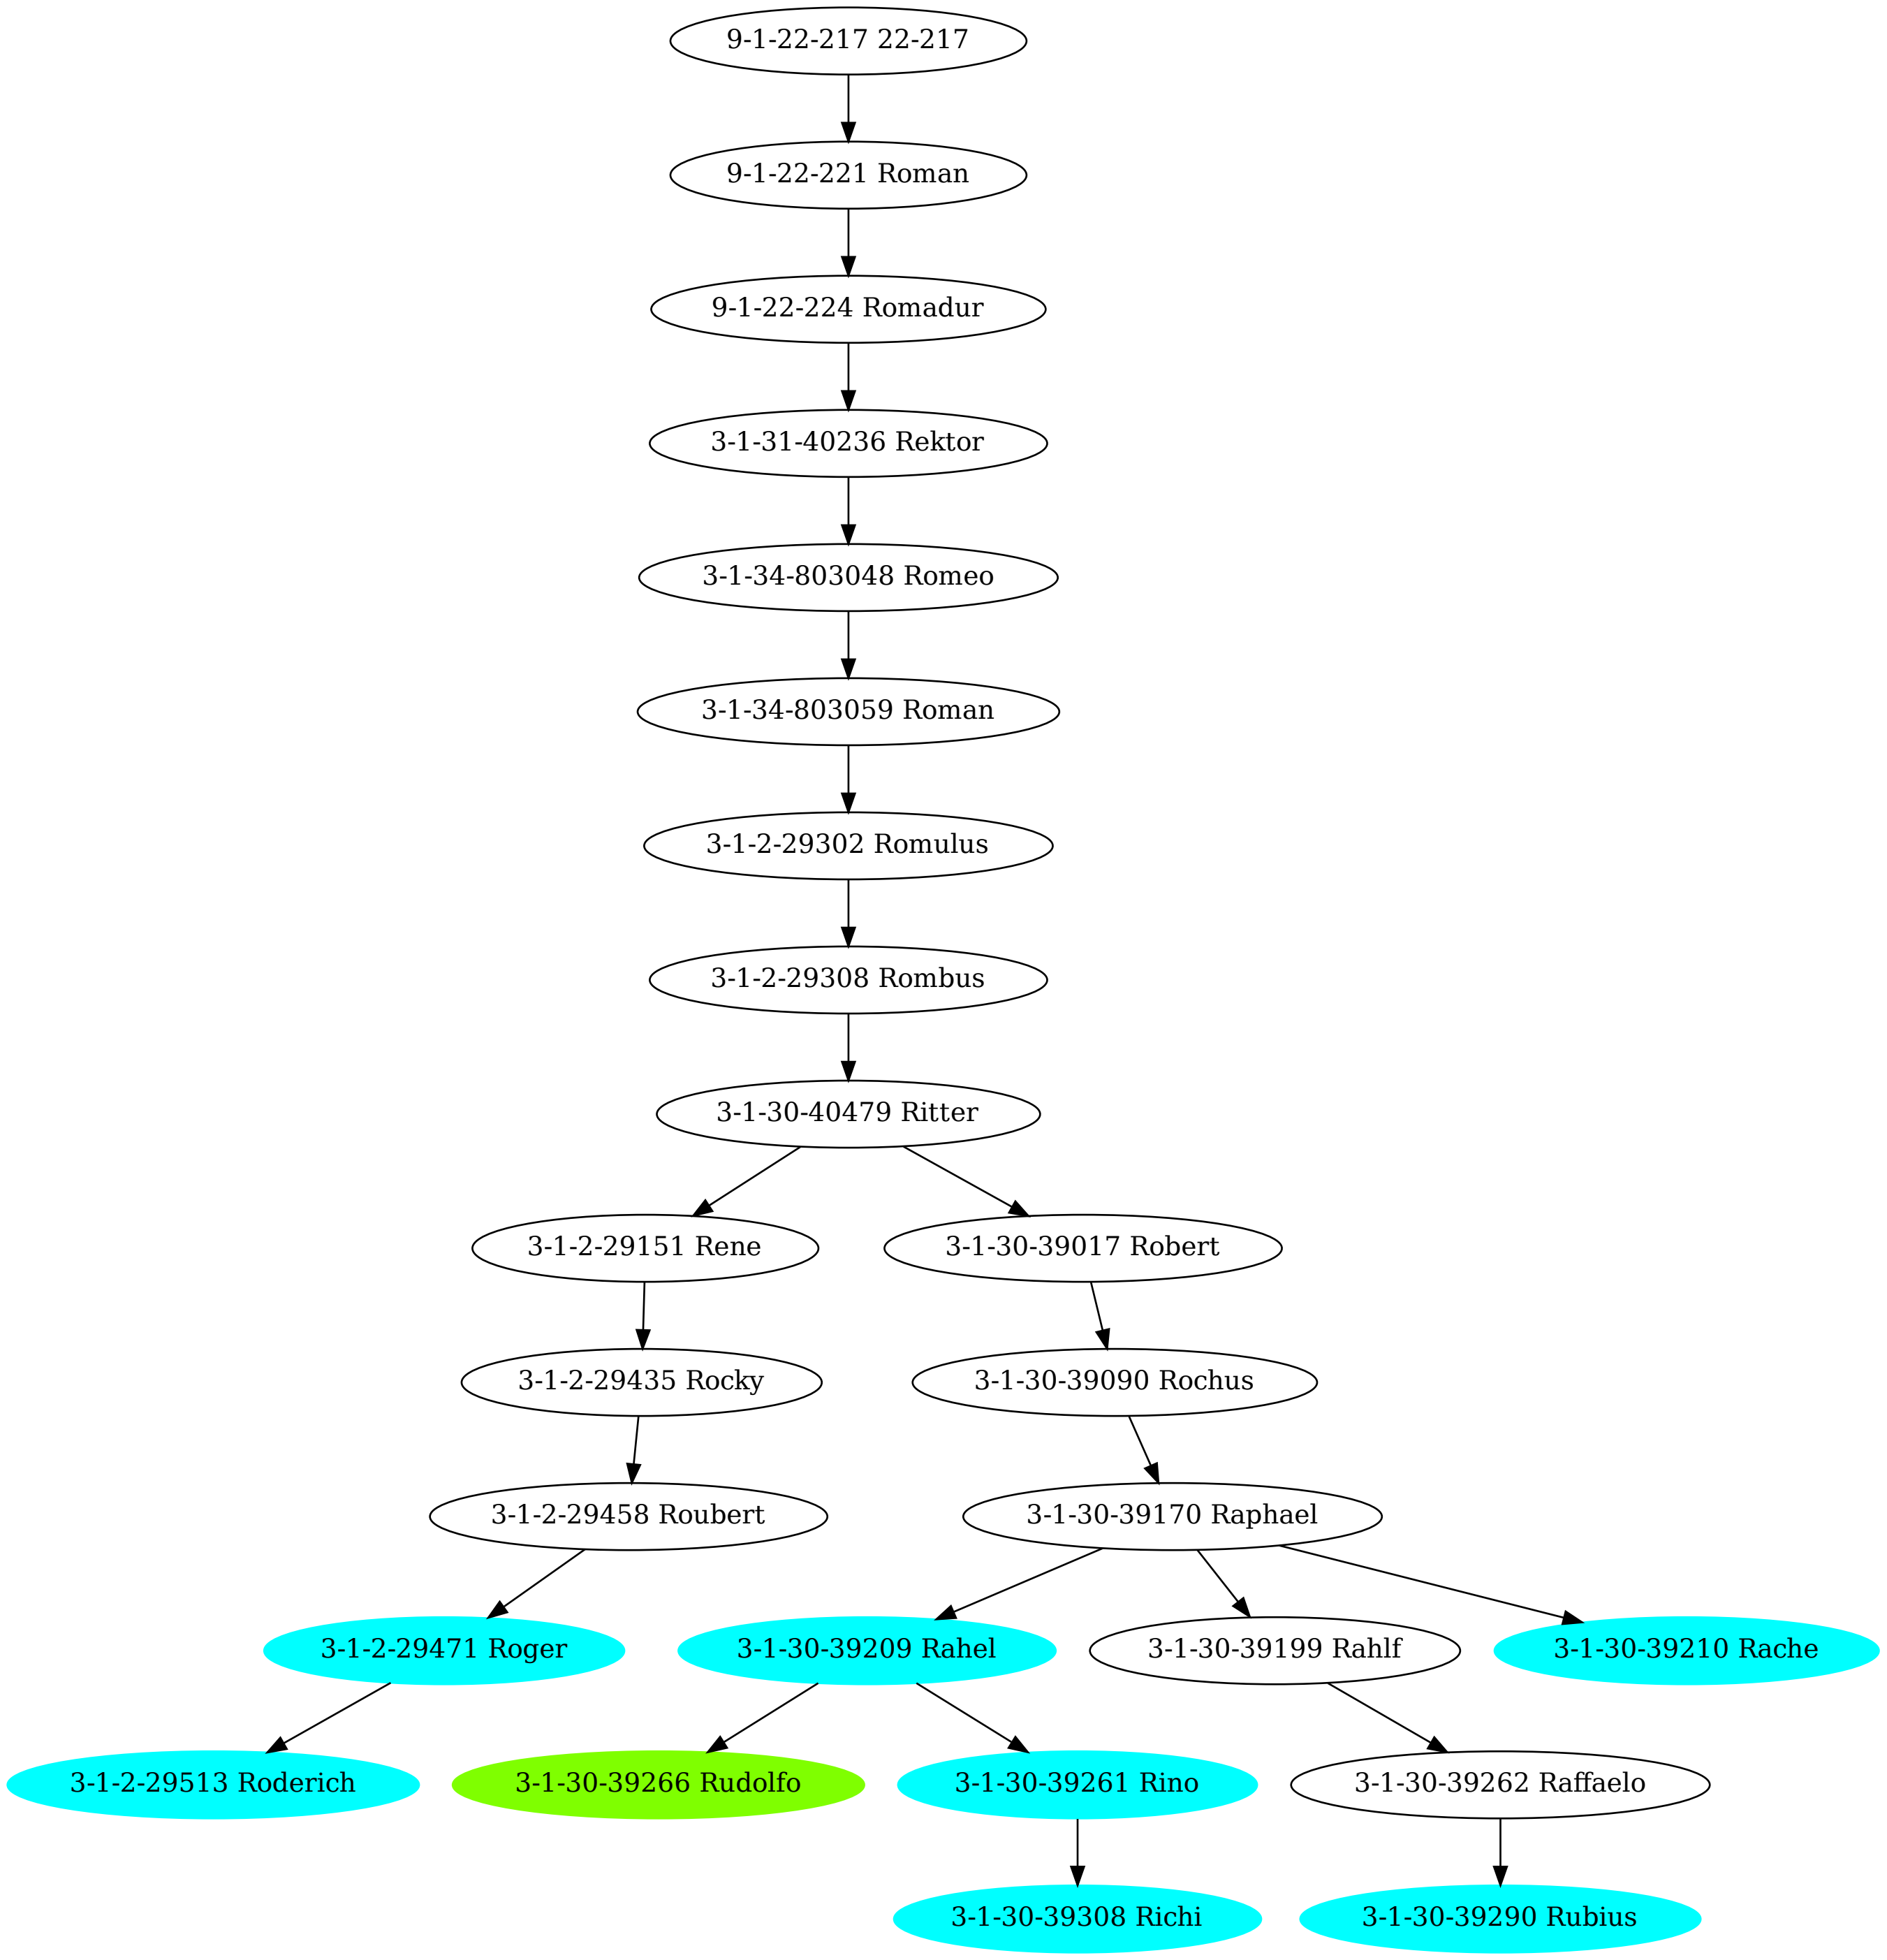 9-1-22-217 22-217
9-1-22-221 Roman
9-1-22-224 Romadur
3-1-31-40236 Rektor
3-1-34-803048 Romeo
3-1-34-803059 Roman
3-1-2-29302 Romulus
3-1-2-29308 Rombus
3-1-30-40479 Ritter
3-1-2-29151 Rene
3-1-30-39017 Robert
3-1-2-29435 Rocky
3-1-30-39090 Rochus
3-1-2-29458 Roubert
3-1-30-39170 Raphael
3-1-2-29471 Roger
3-1-30-39209 Rahel
3-1-30-39199 Rahlf
3-1-30-39210 Rache
3-1-2-29513 Roderich
3-1-30-39266 Rudolfo
3-1-30-39261 Rino
3-1-30-39262 Raffaelo
3-1-30-39308 Richi
3-1-30-39290 Rubius